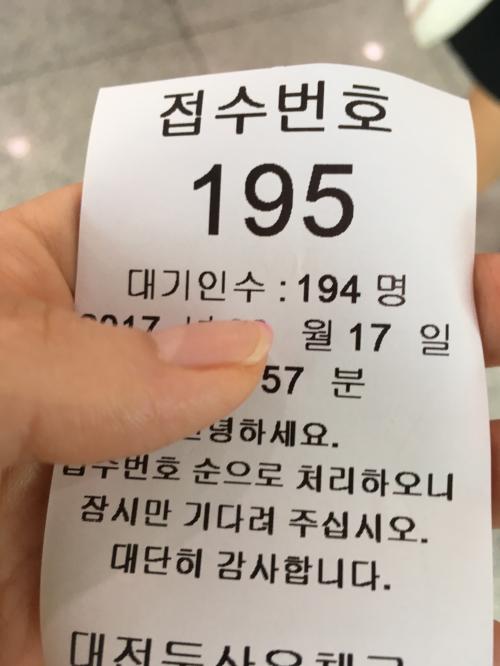 접수번호
195
대기인수 : 194 명
2017 월 17 일
57 분
안녕하세요.
접수번호 순으로 처리하오니
잠시만 기다려 주십시오.
대단히 감사합니다.